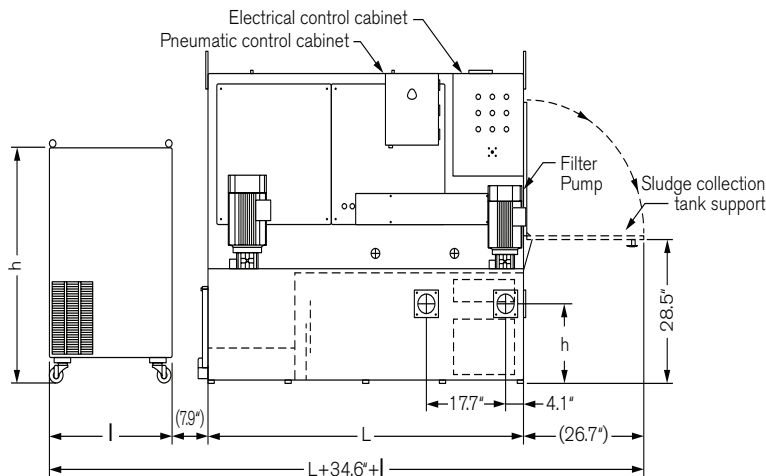 Electrical control cabinet
Pneumatic control cabinet
Filter
Pump
Sludge collection
tank support
h
28.5"
h
17.7"
4.1"
l
(7.9")
L
(26.7")
L+34.6"+l